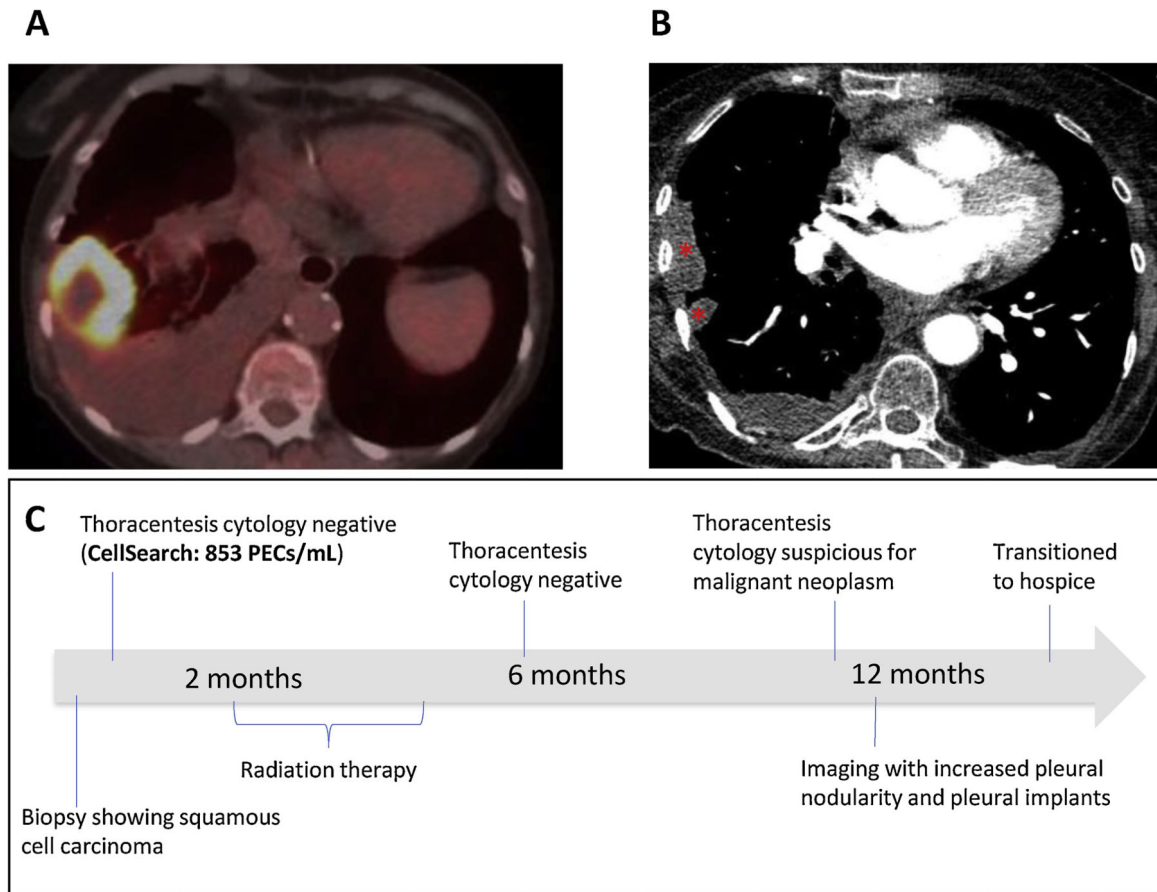 A
B
*
*
C
Thoracentesis cytology negative
(CellSearch: 853 PECs/mL)
Thoracentesis
cytology negative
Thoracentesis
cytology suspicious for
malignant neoplasm
Transitioned
to hospice
2 months
6 months
12 months
Radiation therapy
Imaging with increased pleural
nodularity and pleural implants
Biopsy showing squamous
cell carcinoma